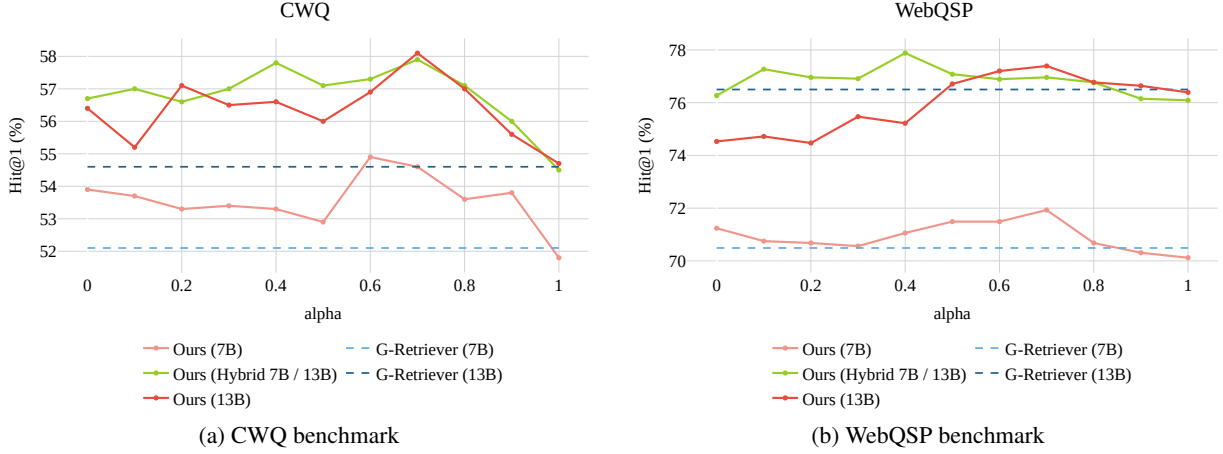 CWQ
Hit@1 (%)
58
57
56
55
54
53
52
0
0.2
0.4
0.6
0.8
1
alpha
Ours (7B)
G-Retriever (7B)
Ours (Hybrid 7B / 13B)
G-Retriever (13B)
Ours (13B)
(a) CWQ benchmark
WebQSP
Hit@1 (%)
78
76
74
72
70
0
0.2
0.4
0.6
0.8
1
alpha
Ours (7B)
G-Retriever (7B)
Ours (Hybrid 7B / 13B)
G-Retriever (13B)
Ours (13B)
(b) WebQSP benchmark